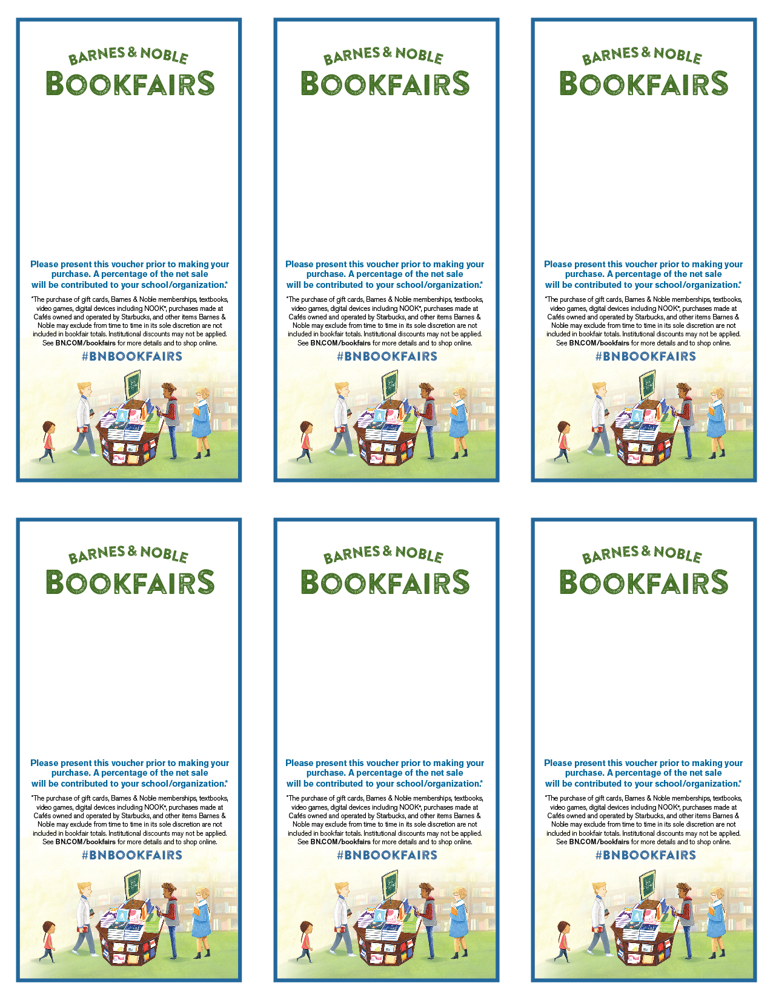 BARNES & NOBLE
BOOKFAIRS
Please present this voucher prior to making your
purchase. A percentage of the net sale
will be contributed to your school/organization.*
*The purchase of gift cards, Barnes & Noble memberships, textbooks,
video games, digital devices including NOOK®, purchases made at
Cafés owned and operated by Starbucks, and other items Barnes &
Noble may exclude from time to time in its sole discretion are not
included in bookfair totals. Institutional discounts may not be applied.
See BN.COM/bookfairs for more details and to shop online.
#BNBOOKFAIRS
BARNES & NOBLE
BOOKFAIRS
Please present this voucher prior to making your
purchase. A percentage of the net sale
will be contributed to your school/organization.*
*The purchase of gift cards, Barnes & Noble memberships, textbooks,
video games, digital devices including NOOK®, purchases made at
Cafés owned and operated by Starbucks, and other items Barnes &
Noble may exclude from time to time in its sole discretion are not
included in bookfair totals. Institutional discounts may not be applied.
See BN.COM/bookfairs for more details and to shop online.
#BNBOOKFAIRS
BARNES & NOBLE
BOOKFAIRS
Please present this voucher prior to making your
purchase. A percentage of the net sale
will be contributed to your school/organization.*
*The purchase of gift cards, Barnes & Noble memberships, textbooks,
video games, digital devices including NOOK®, purchases made at
Cafés owned and operated by Starbucks, and other items Barnes &
Noble may exclude from time to time in its sole discretion are not
included in bookfair totals. Institutional discounts may not be applied.
See BN.COM/bookfairs for more details and to shop online.
#BNBOOKFAIRS
BARNES & NOBLE
BOOKFAIRS
Please present this voucher prior to making your
purchase. A percentage of the net sale
will be contributed to your school/organization.*
*The purchase of gift cards, Barnes & Noble memberships, textbooks,
video games, digital devices including NOOK®, purchases made at
Cafés owned and operated by Starbucks, and other items Barnes &
Noble may exclude from time to time in its sole discretion are not
included in bookfair totals. Institutional discounts may not be applied.
See BN.COM/bookfairs for more details and to shop online.
#BNBOOKFAIRS
BARNES & NOBLE
BOOKFAIRS
Please present this voucher prior to making your
purchase. A percentage of the net sale
will be contributed to your school/organization.*
*The purchase of gift cards, Barnes & Noble memberships, textbooks,
video games, digital devices including NOOK®, purchases made at
Cafés owned and operated by Starbucks, and other items Barnes &
Noble may exclude from time to time in its sole discretion are not
included in bookfair totals. Institutional discounts may not be applied.
See BN.COM/bookfairs for more details and to shop online.
#BNBOOKFAIRS
BARNES & NOBLE
BOOKFAIRS
Please present this voucher prior to making your
purchase. A percentage of the net sale
will be contributed to your school/organization.*
*The purchase of gift cards, Barnes & Noble memberships, textbooks,
video games, digital devices including NOOK®, purchases made at
Cafés owned and operated by Starbucks, and other items Barnes &
Noble may exclude from time to time in its sole discretion are not
included in bookfair totals. Institutional discounts may not be applied.
See BN.COM/bookfairs for more details and to shop online.
#BNBOOKFAIRS